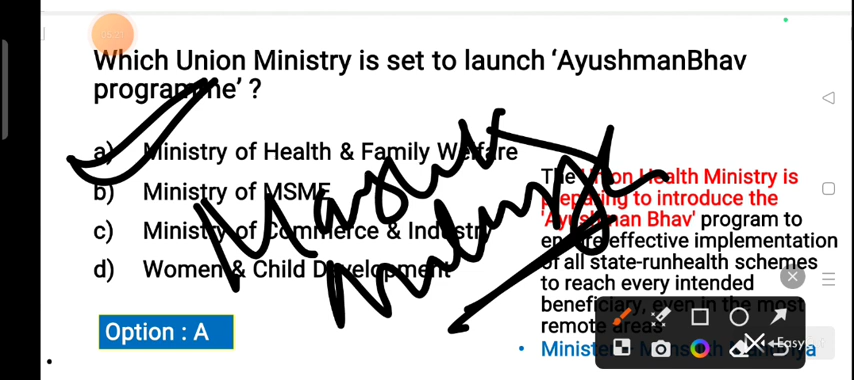 Which Union Ministry is set to launch ‘AyushmanBhav
programme’ ?
a) Ministry of Health & Family Welfare
b) Ministry of MSME
c) Ministry of Commerce & Industry
d) Women & Child Development
Option : A
The Union Health Ministry is
preparing to introduce the
'Ayushman Bhav' program to
ensure effective implementation
of all state-runhealth schemes
to reach every intended
beneficiary, even in the most
remote areas
Minister